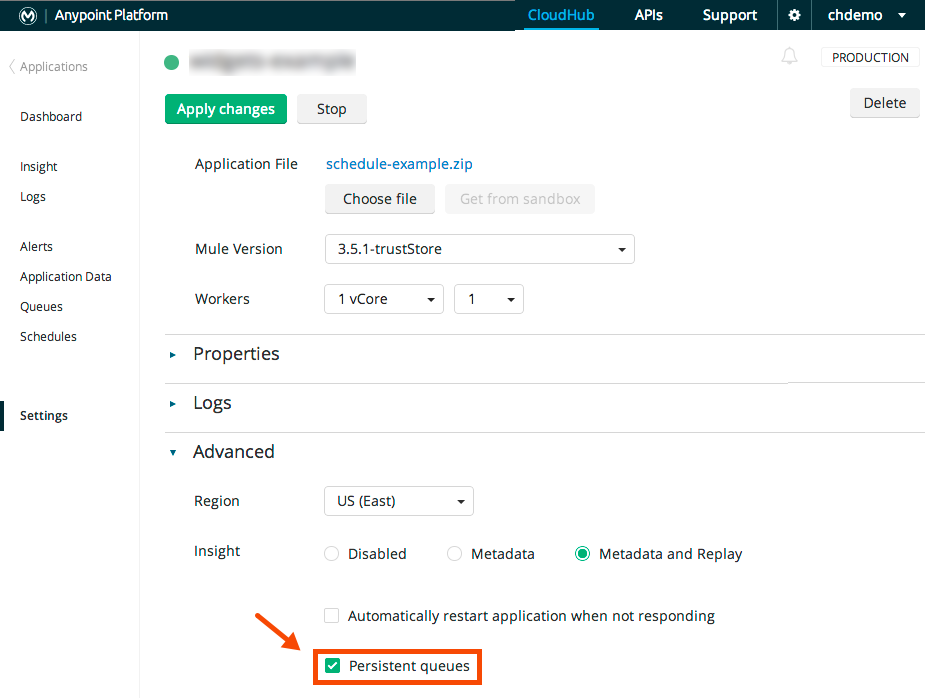 Anypoint Platform
CloudHub APIs Support chdemo
Applications
PRODUCTION
Apply changes Stop Delete
Dashboard
Insight
Logs
Alerts
Application Data
Queues
Schedules
Settings
Application File schedule-example.zip
Choose file Get from sandbox
Mule Version 3.5.1-trustStore
Workers 1 vCore 1
Properties
Logs
Advanced
Region US (East)
Insight Disabled Metadata Metadata and Replay
Automatically restart application when not responding
Persistent queues